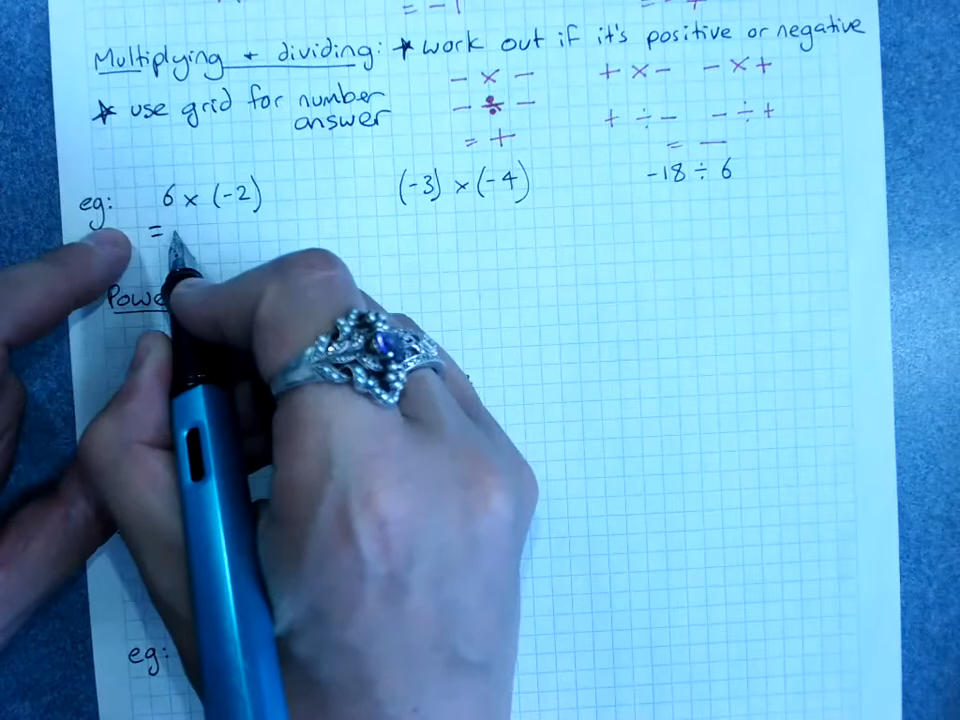 = -1
Multiplying + dividing: * work out if it's positive or negative
- × - + × - - × +
* use grid for number
answer
- ÷ - + ÷ - - ÷ +
= + = -
eg: 6 × (-2) (-3) × (-4) -18 ÷ 6
=
Powe
eg: